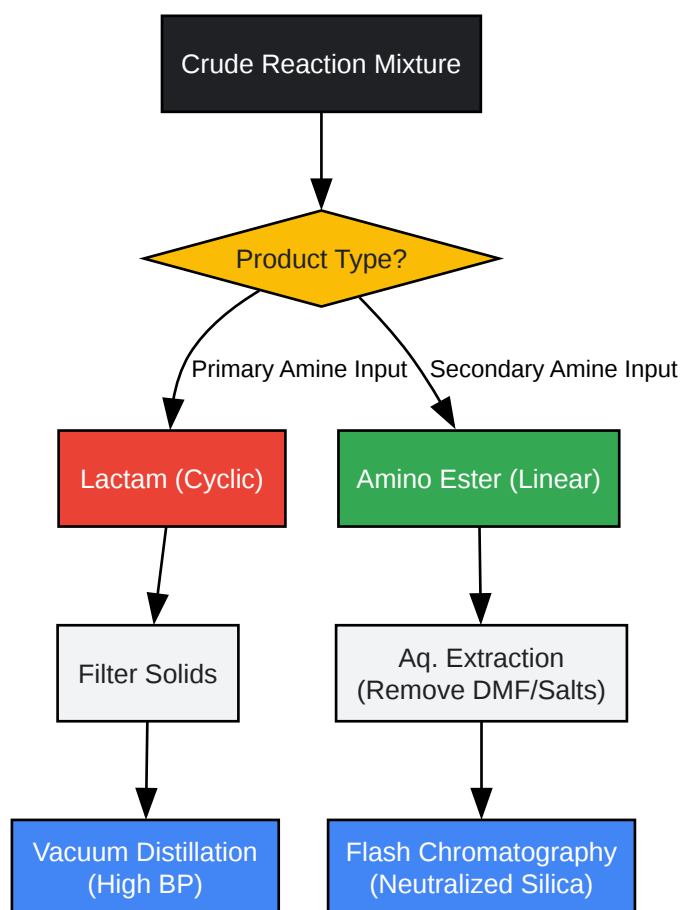 Crude Reaction Mixture
Product Type?
Primary Amine Input
Secondary Amine Input
Lactam (Cyclic)
Amino Ester (Linear)
Filter Solids
Aq. Extraction
(Remove DMF/Salts)
Vacuum Distillation
(High BP)
Flash Chromatography
(Neutralized Silica)